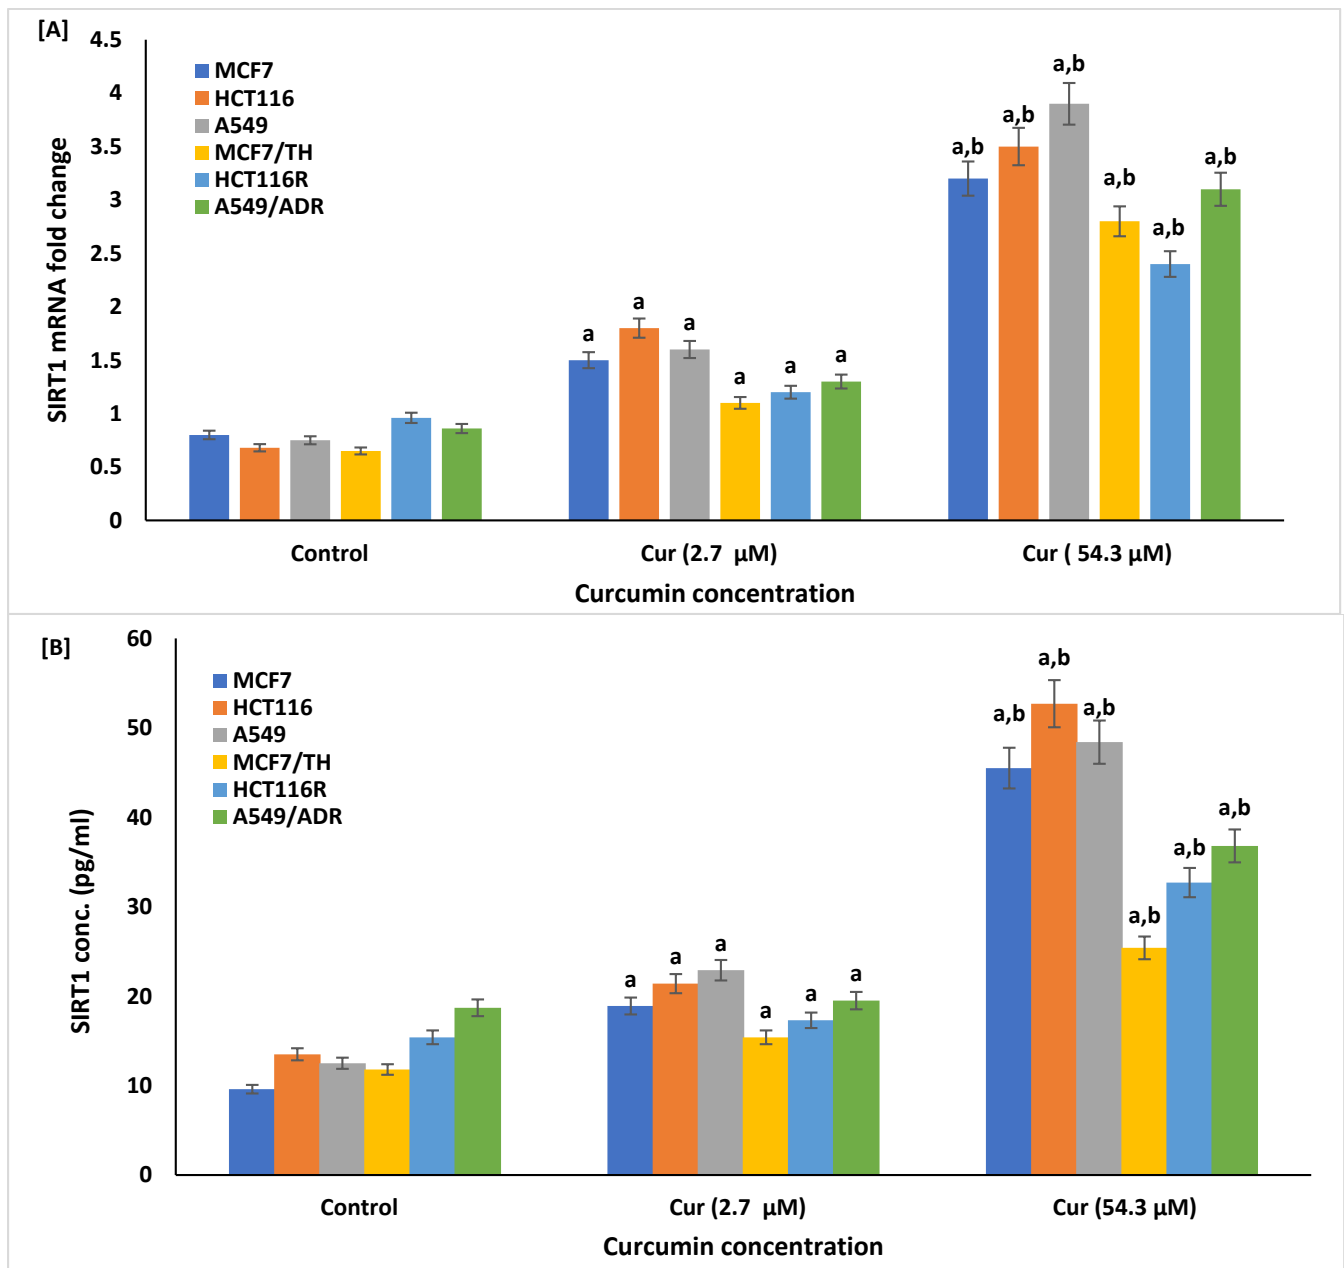 [A]
4.5
4
3.5
3
2.5
2
1.5
1
0.5
0
SIRT1 mRNA fold change
MCF7
HCT116
A549
MCF7/TH
HCT116R
A549/ADR
a
a
a
a
a
a
a,b
a,b
a,b
a,b
a,b
a,b
Control
Cur (2.7 µM)
Cur ( 54.3 µM)
Curcumin concentration
[B]
60
50
40
30
20
10
0
SIRT1 conc. (pg/ml)
MCF7
HCT116
A549
MCF7/TH
HCT116R
A549/ADR
a
a
a
a
a
a
a,b
a,b
a,b
a,b
a,b
a,b
Control
Cur (2.7 µM)
Cur (54.3 µM)
Curcumin concentration